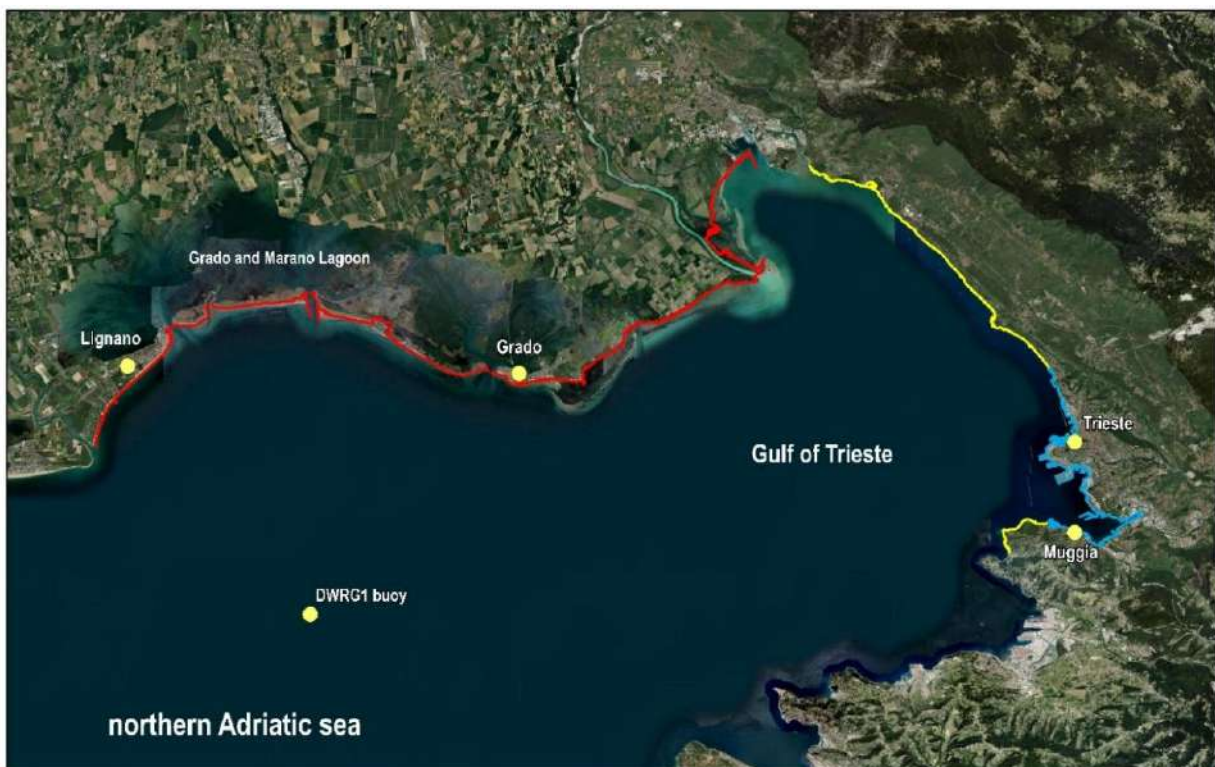 Grado and Marano Lagoon
Lignano
Grado
Trieste
Gulf of Trieste
Muggia
DWRG1 buoy
northern Adriatic sea